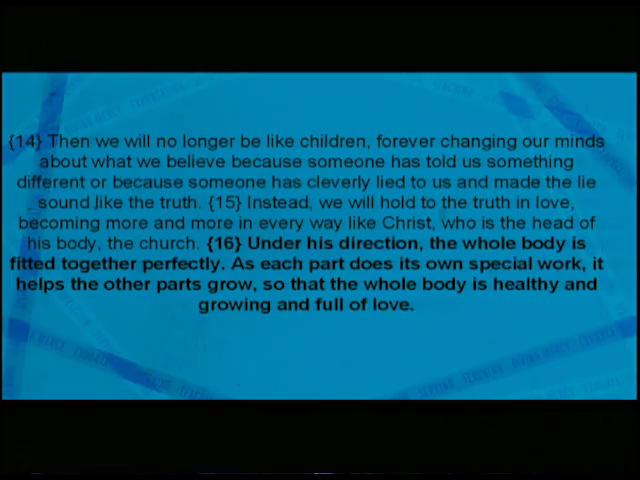 {14} Then we will no longer be like children, forever changing our minds
about what we believe because someone has told us something
different or because someone has cleverly lied to us and made the lie
sound like the truth. {15} Instead, we will hold to the truth in love,
becoming more and more in every way like Christ, who is the head of
his body, the church. {16} Under his direction, the whole body is
fitted together perfectly. As each part does its own special work, it
helps the other parts grow, so that the whole body is healthy and
growing and full of love.